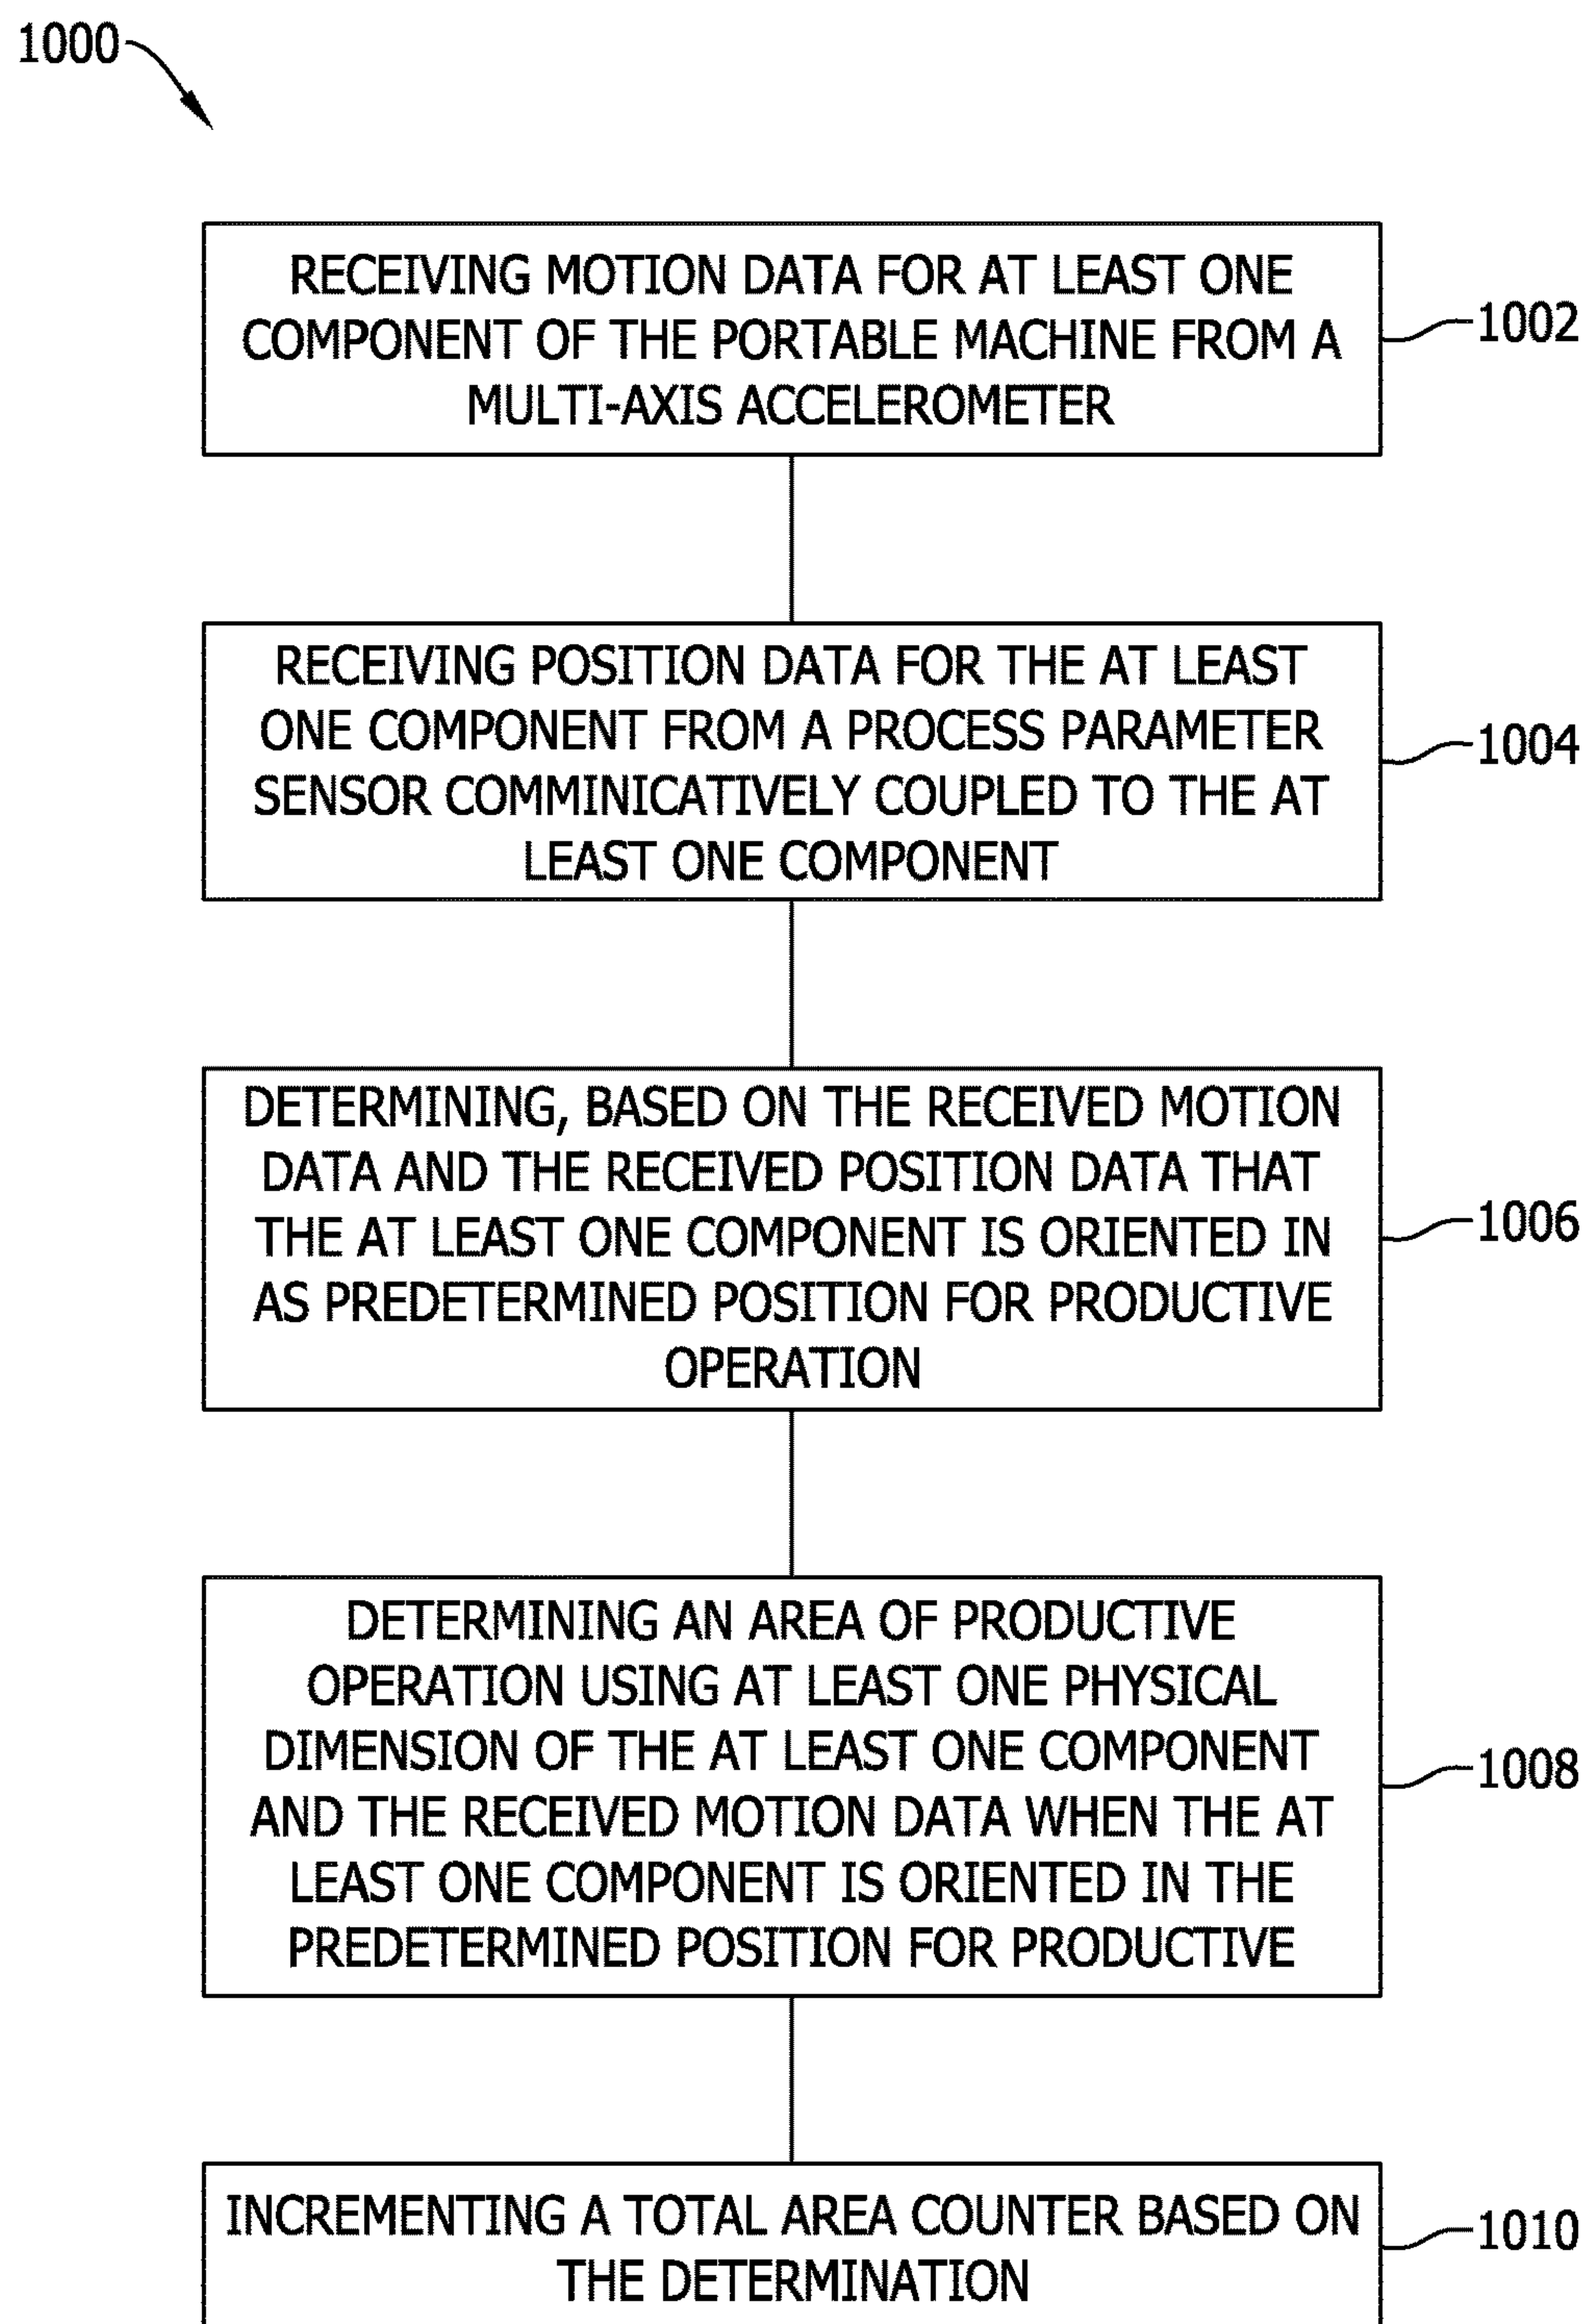 1000
RECEIVING MOTION DATA FOR AT LEAST ONE
COMPONENT OF THE PORTABLE MACHINE FROM A
MULTI-AXIS ACCELEROMETER
1002
RECEIVING POSITION DATA FOR THE AT LEAST
ONE COMPONENT FROM A PROCESS PARAMETER
SENSOR COMMINICATIVELY COUPLED TO THE AT
LEAST ONE COMPONENT
1004
DETERMINING, BASED ON THE RECEIVED MOTION
DATA AND THE RECEIVED POSITION DATA THAT
THE AT LEAST ONE COMPONENT IS ORIENTED IN
AS PREDETERMINED POSITION FOR PRODUCTIVE
OPERATION
1006
DETERMINING AN AREA OF PRODUCTIVE
OPERATION USING AT LEAST ONE PHYSICAL
DIMENSION OF THE AT LEAST ONE COMPONENT
AND THE RECEIVED MOTION DATA WHEN THE AT
LEAST ONE COMPONENT IS ORIENTED IN THE
PREDETERMINED POSITION FOR PRODUCTIVE
1008
INCREMENTING A TOTAL AREA COUNTER BASED ON
THE DETERMINATION
1010